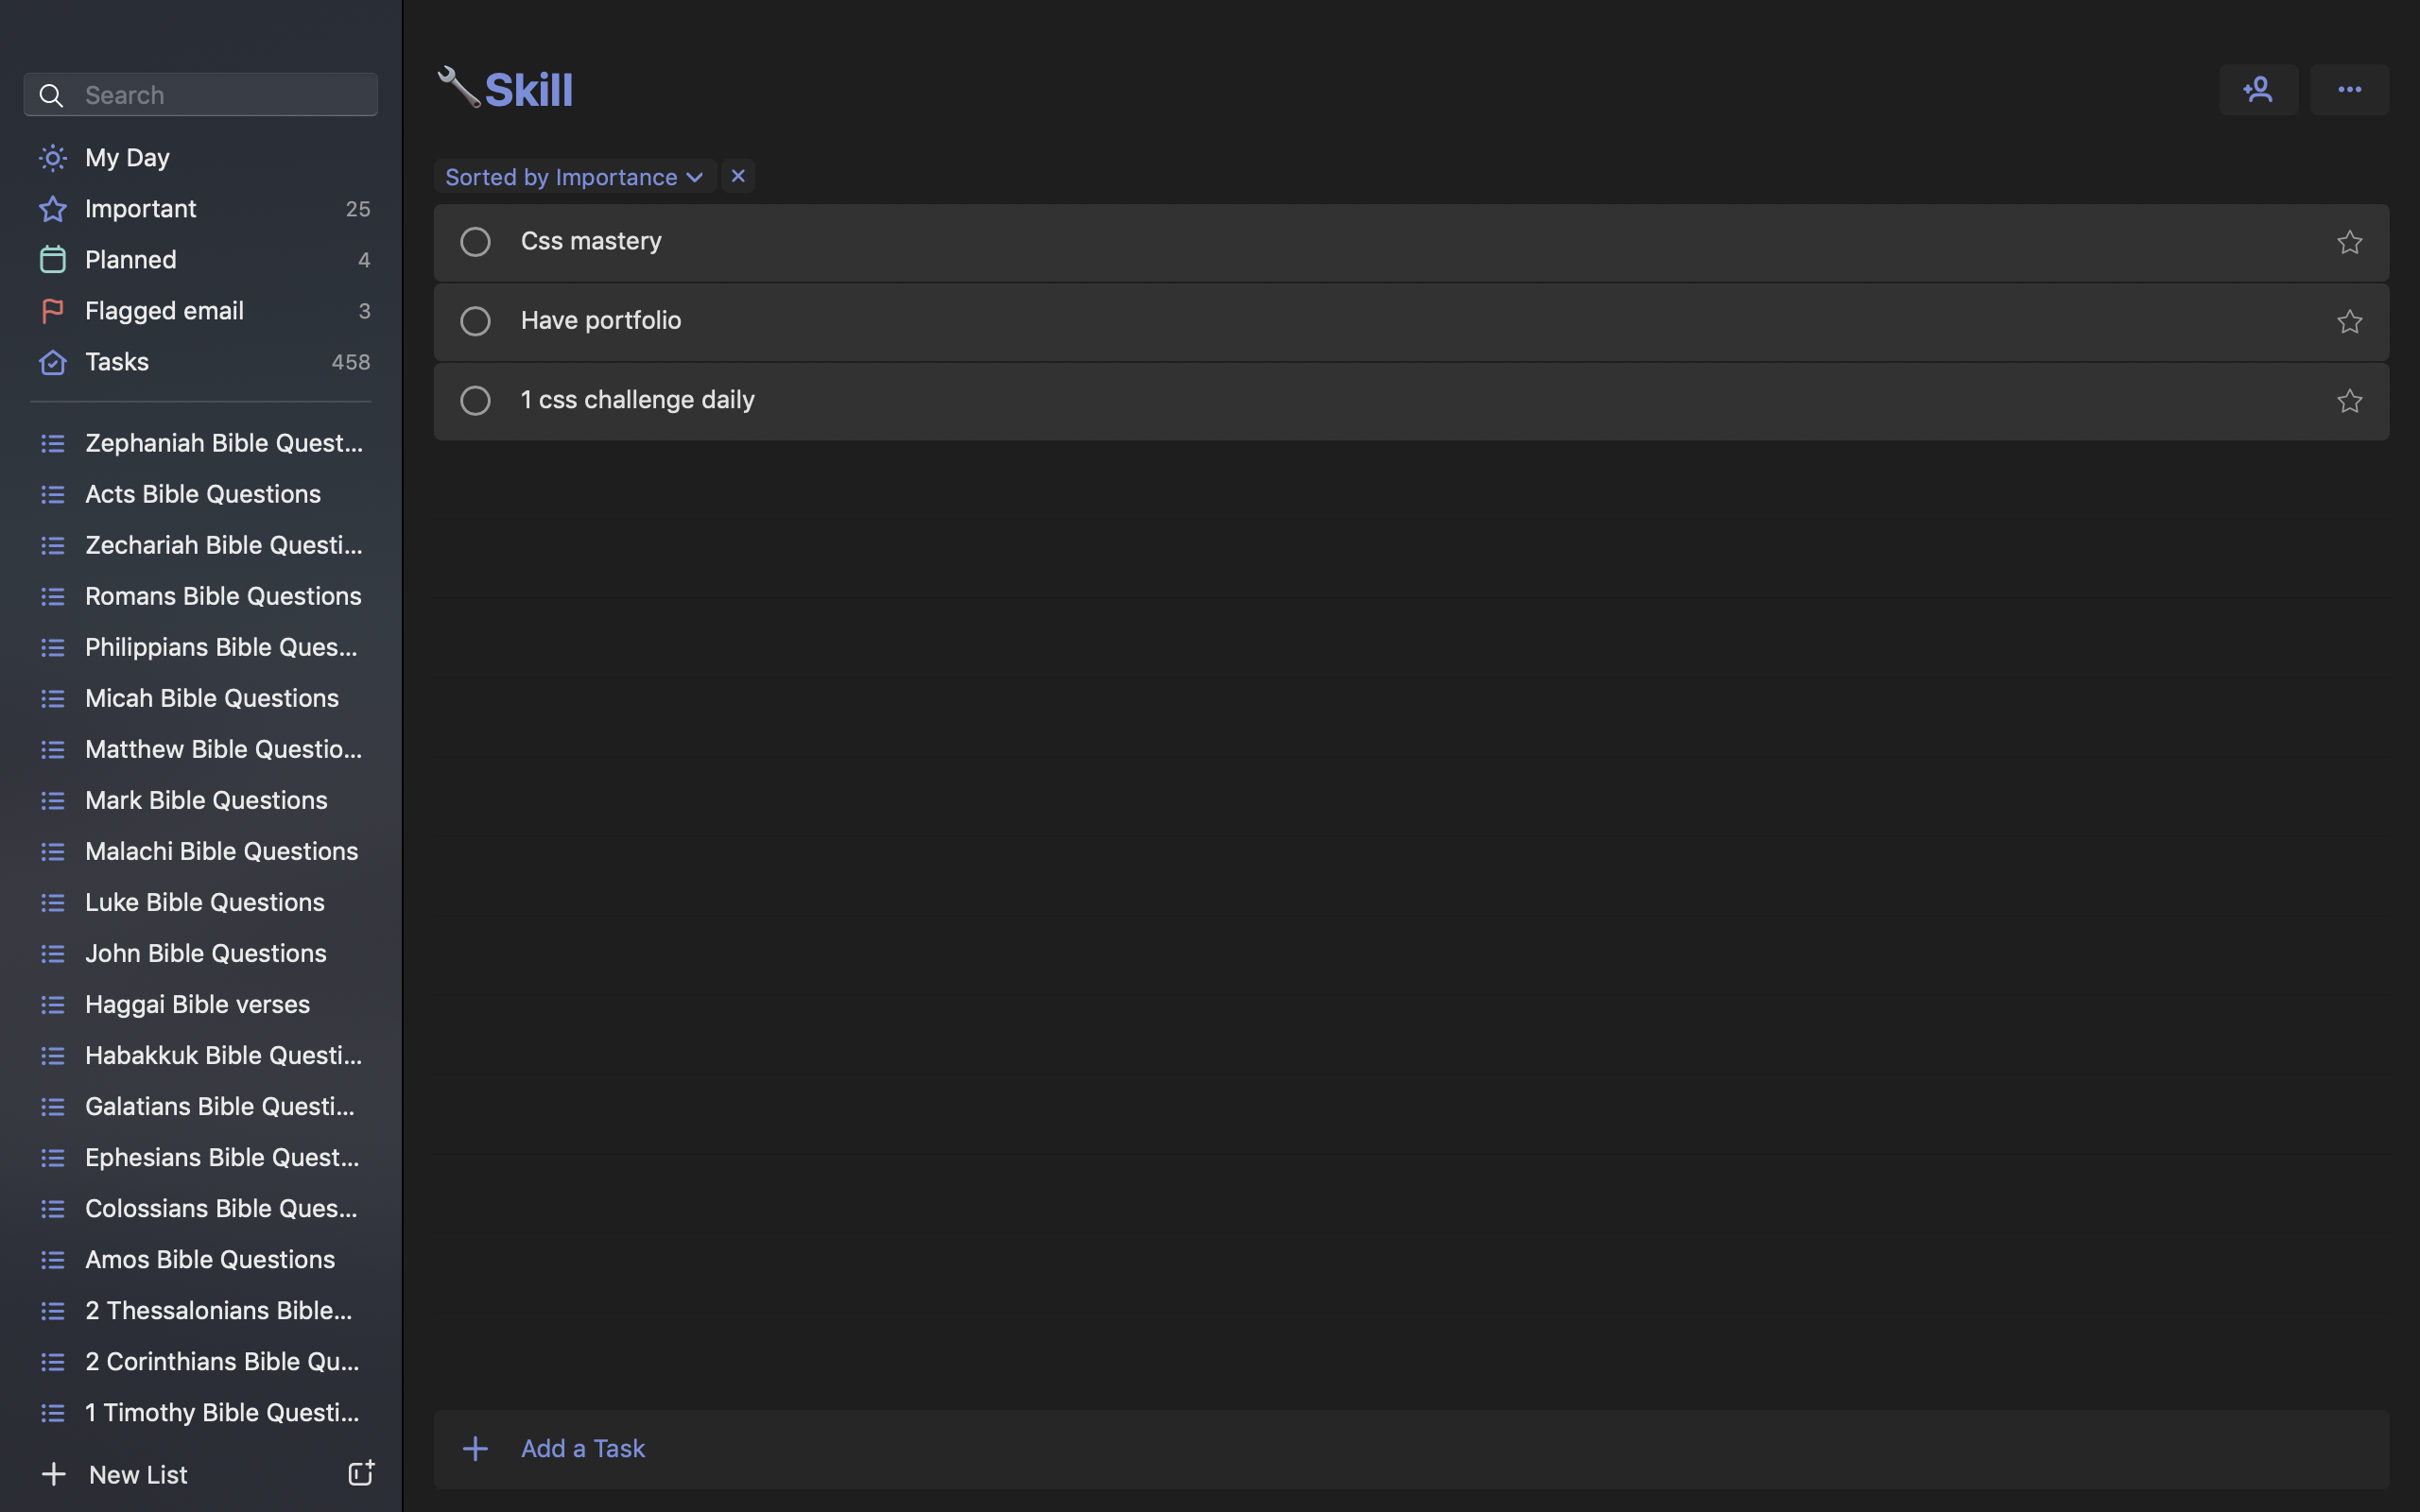 Search
My Day
Important 25
Planned 4
Flagged email 3
Tasks 458
Zephaniah Bible Quest...
Acts Bible Questions
Zechariah Bible Questi...
Romans Bible Questions
Philippians Bible Ques...
Micah Bible Questions
Matthew Bible Questio...
Mark Bible Questions
Malachi Bible Questions
Luke Bible Questions
John Bible Questions
Haggai Bible verses
Habakkuk Bible Questi...
Galatians Bible Questi...
Ephesians Bible Quest...
Colossians Bible Ques...
Amos Bible Questions
2 Thessalonians Bible...
2 Corinthians Bible Qu...
1 Timothy Bible Questi...
New List
Skill
Sorted by Importance
Css mastery
Have portfolio
1 css challenge daily
Add a Task